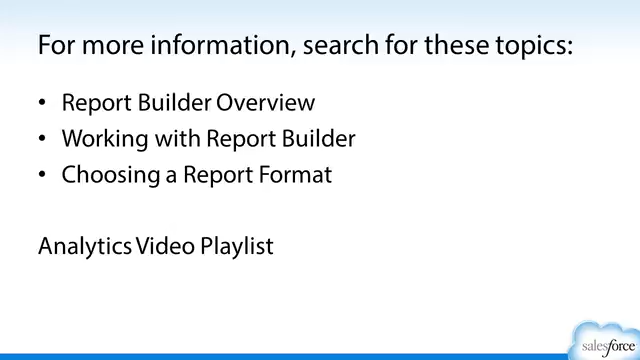 For more information, search for these topics:
• Report Builder Overview
• Working with Report Builder
• Choosing a Report Format
Analytics Video Playlist
salesforce